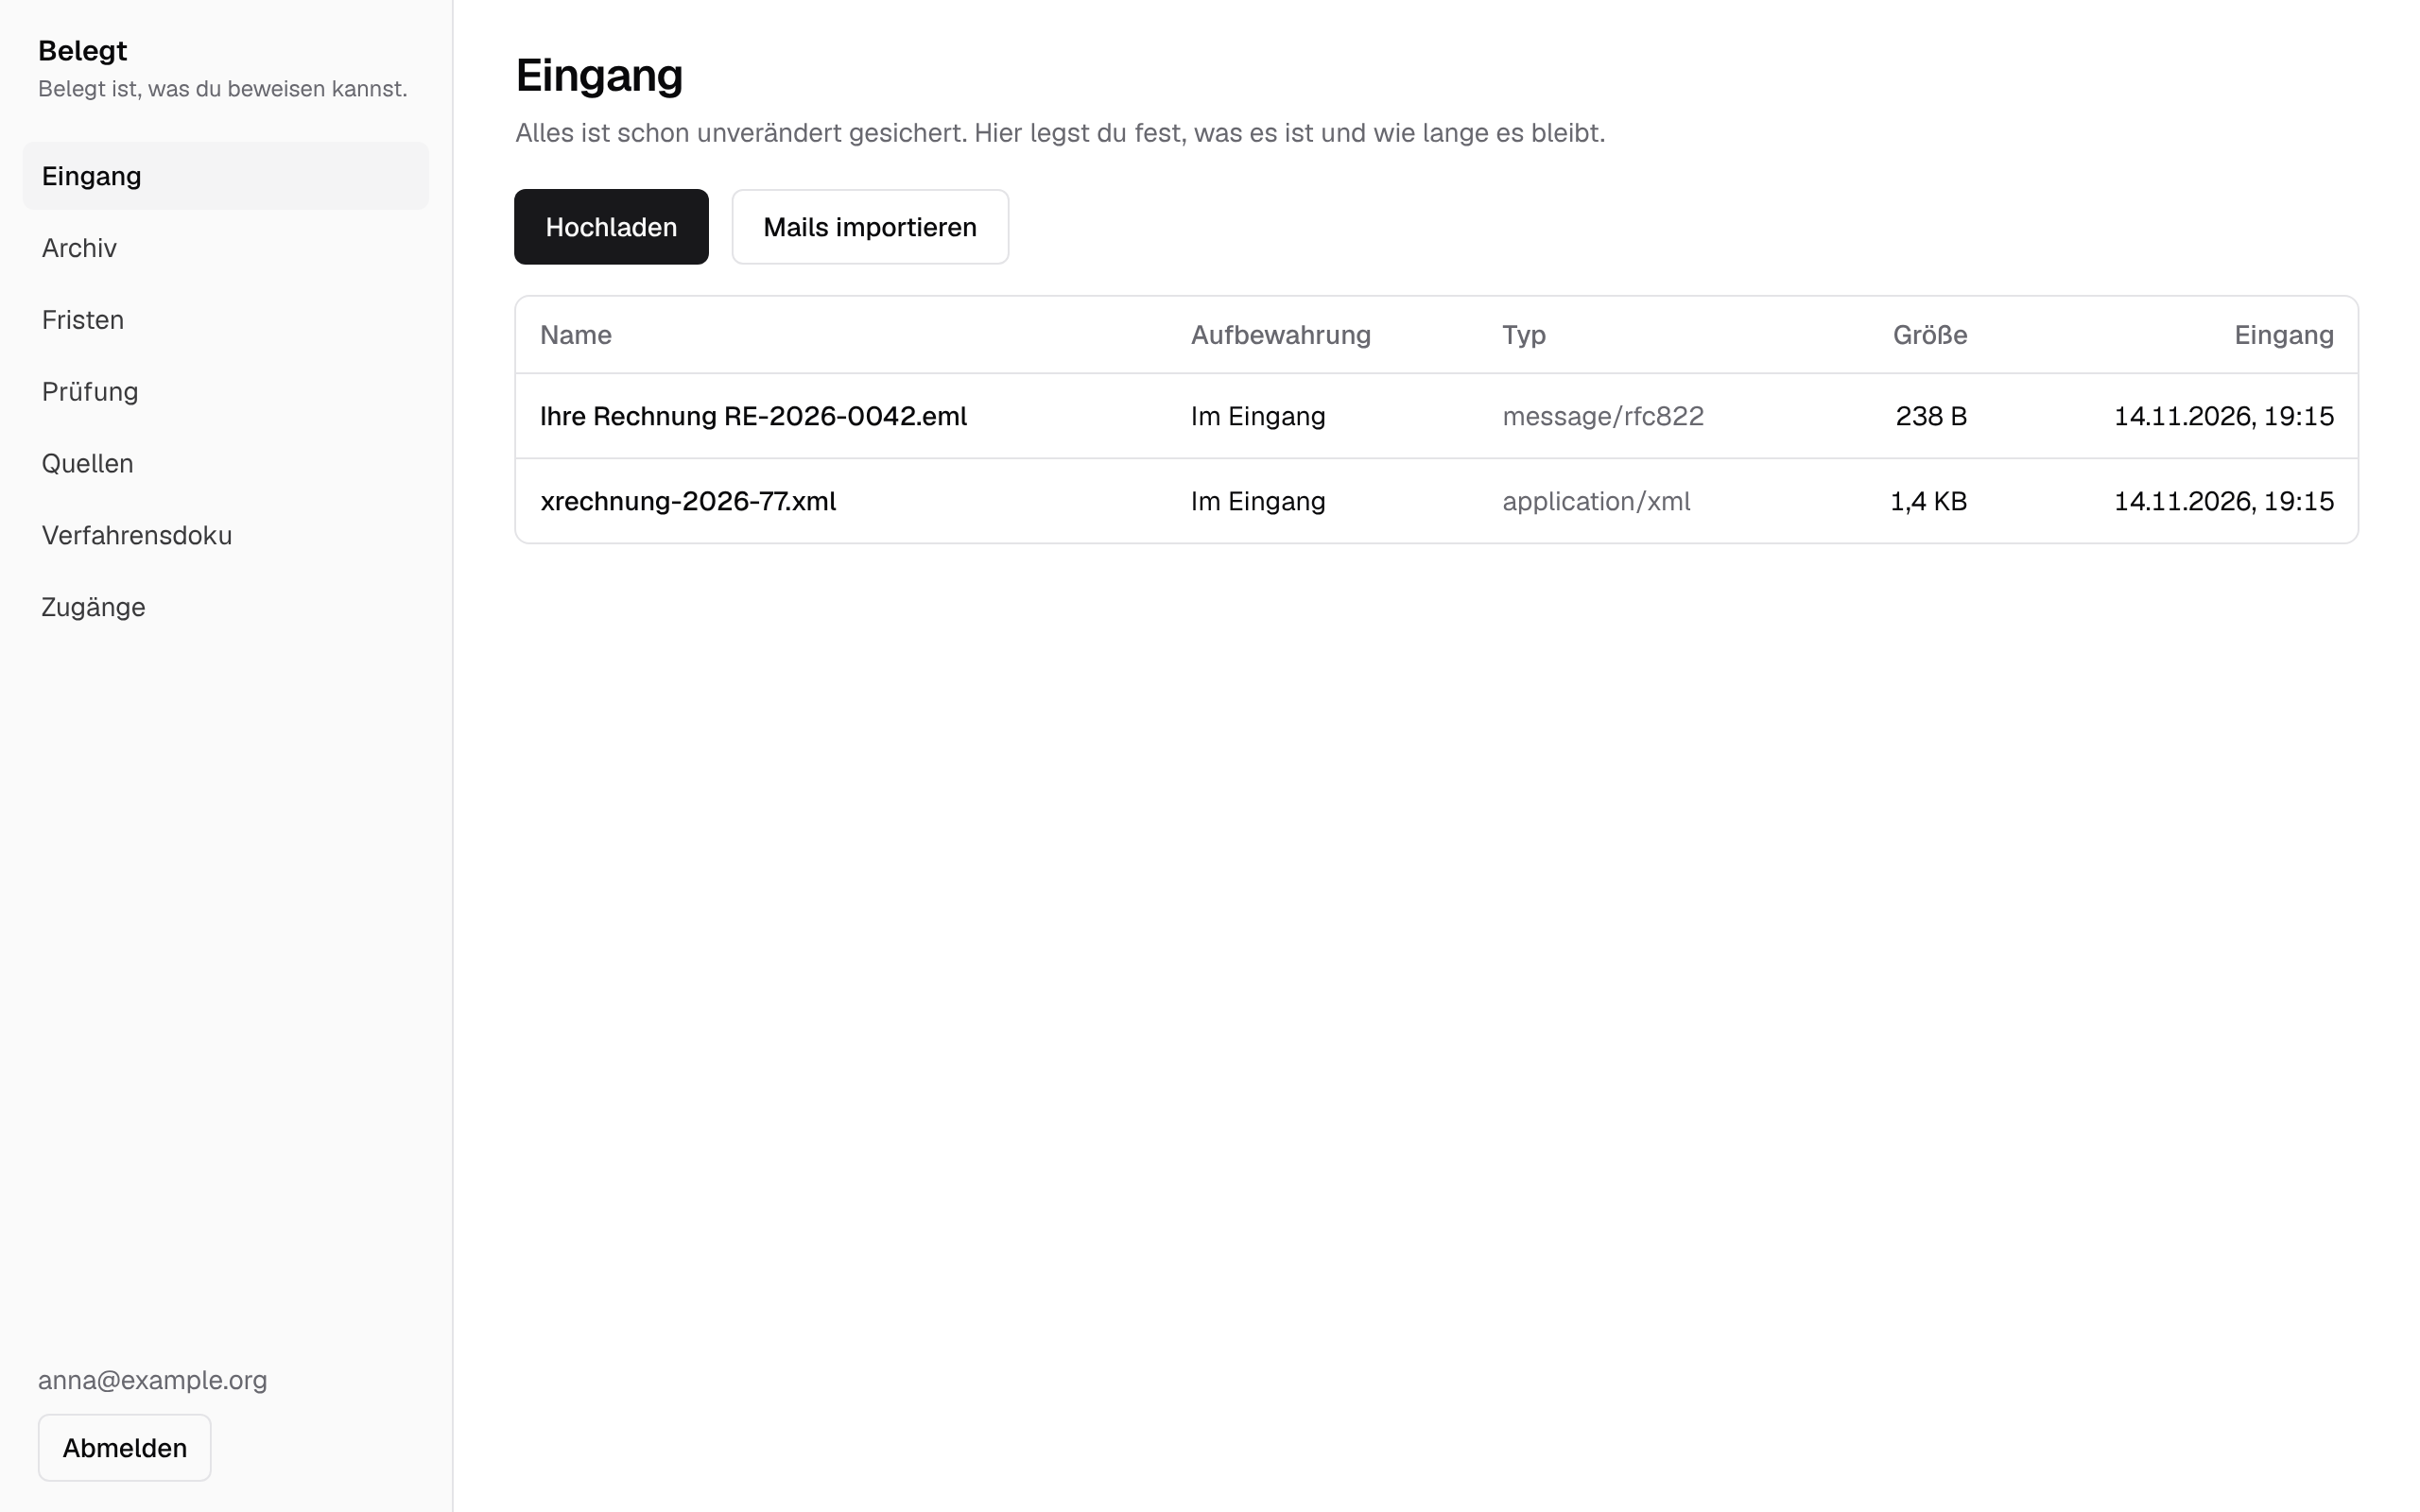 Belegt
Belegt ist, was du beweisen kannst.
Eingang
Archiv
Fristen
Prüfung
Quellen
Verfahrensdoku
Zugänge
anna@example.org
Abmelden
Eingang
Alles ist schon unverändert gesichert. Hier legst du fest, was es ist und wie lange es bleibt.
Hochladen Mails importieren
Name Aufbewahrung Typ Größe Eingang
Ihre Rechnung RE-2026-0042.eml Im Eingang message/rfc822 238 B 14.11.2026, 19:15
xrechnung-2026-77.xml Im Eingang application/xml 1,4 KB 14.11.2026, 19:15